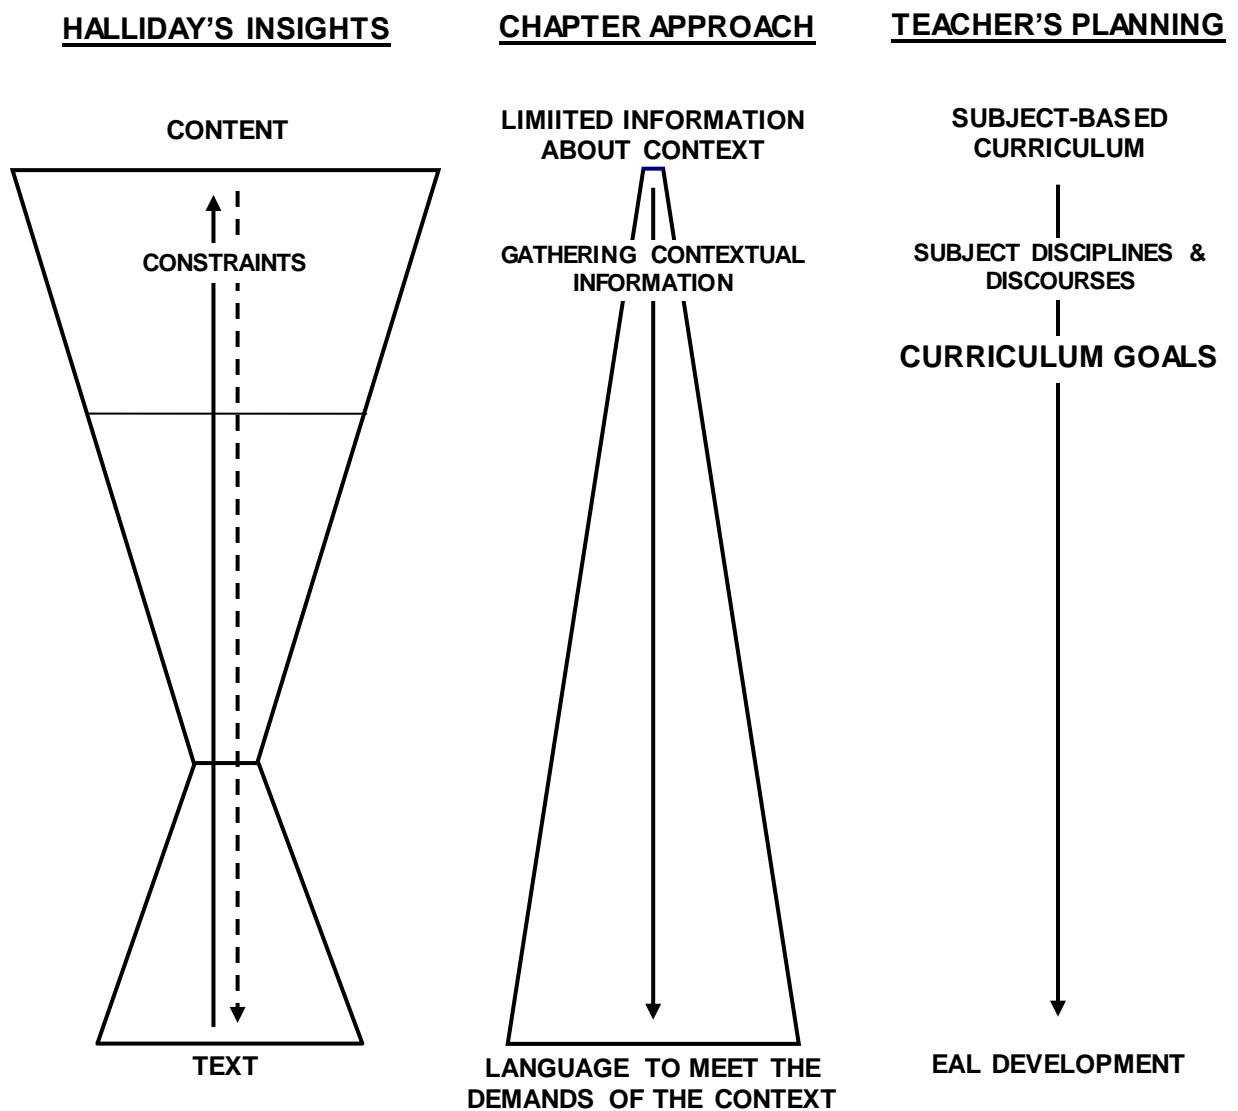 HALLIDAY'S INSIGHTS
CONTENT
CONSTRAINTS
TEXT
CHAPTER APPROACH
LIMIITED INFORMATION
ABOUT CONTEXT
GATHERING CONTEXTUAL
INFORMATION
LANGUAGE TO MEET THE
DEMANDS OF THE CONTEXT
TEACHER'S PLANNING
SUBJECT-BASED
CURRICULUM
SUBJECT DISCIPLINES &
DISCOURSES
CURRICULUM GOALS
EAL DEVELOPMENT